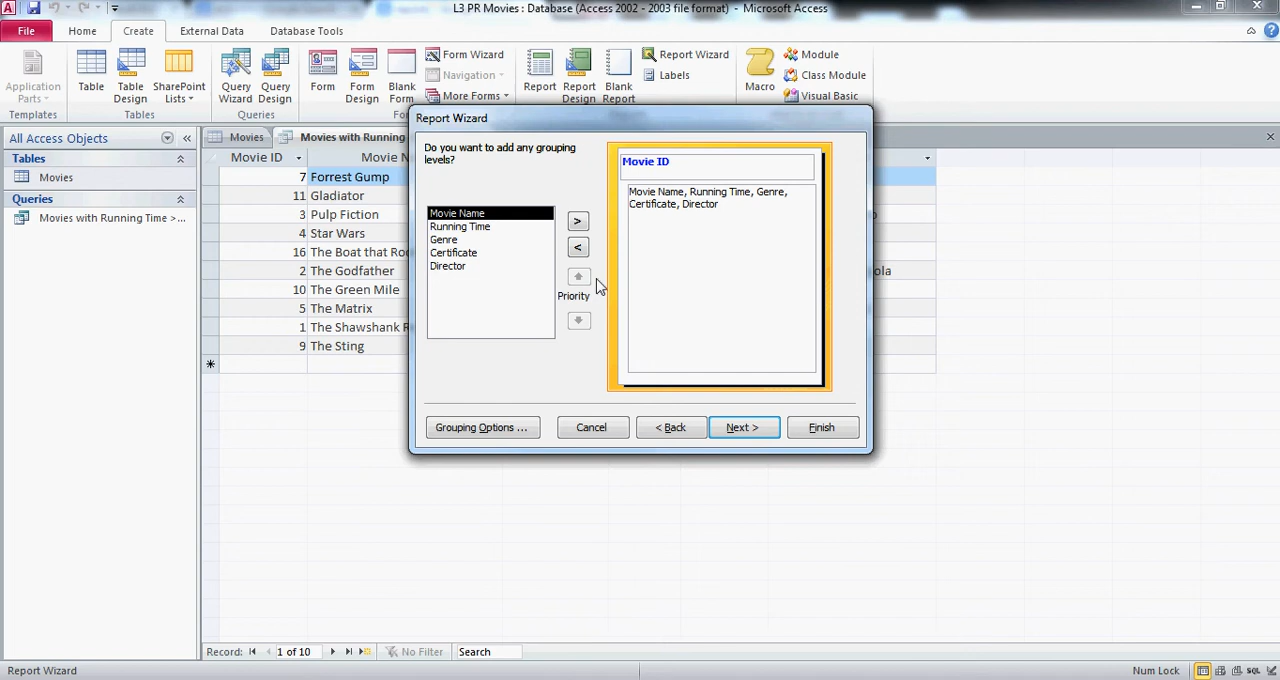 L3 PR Movies : Database (Access 2002 - 2003 file format) - Microsoft Access
File Home Create External Data Database Tools
Application Parts
Table
Table Design
SharePoint Lists
Query Wizard
Query Design
Form
Form Design
Blank Form
Form Wizard
Navigation
More Forms
Report
Report Design
Blank Report
Report Wizard
Labels
Macro
Module
Class Module
Visual Basic
Templates Tables Queries
All Access Objects
Tables
Movies
Queries
Movies with Running Time >...
Movies
Movies with Running
Movie ID Movie N
7 Forrest Gump
11 Gladiator
3 Pulp Fiction
4 Star Wars
16 The Boat that Ro
2 The Godfather ola
10 The Green Mile
5 The Matrix
1 The Shawshank R
9 The Sting
Report Wizard
Do you want to add any grouping
levels?
Movie Name
Running Time
Genre
Certificate
Director
>
<
Priority
Movie ID
Movie Name, Running Time, Genre,
Certificate, Director
Grouping Options ... Cancel < Back Next > Finish
Record: 1 of 10 No Filter Search
Report Wizard Num Lock SQL